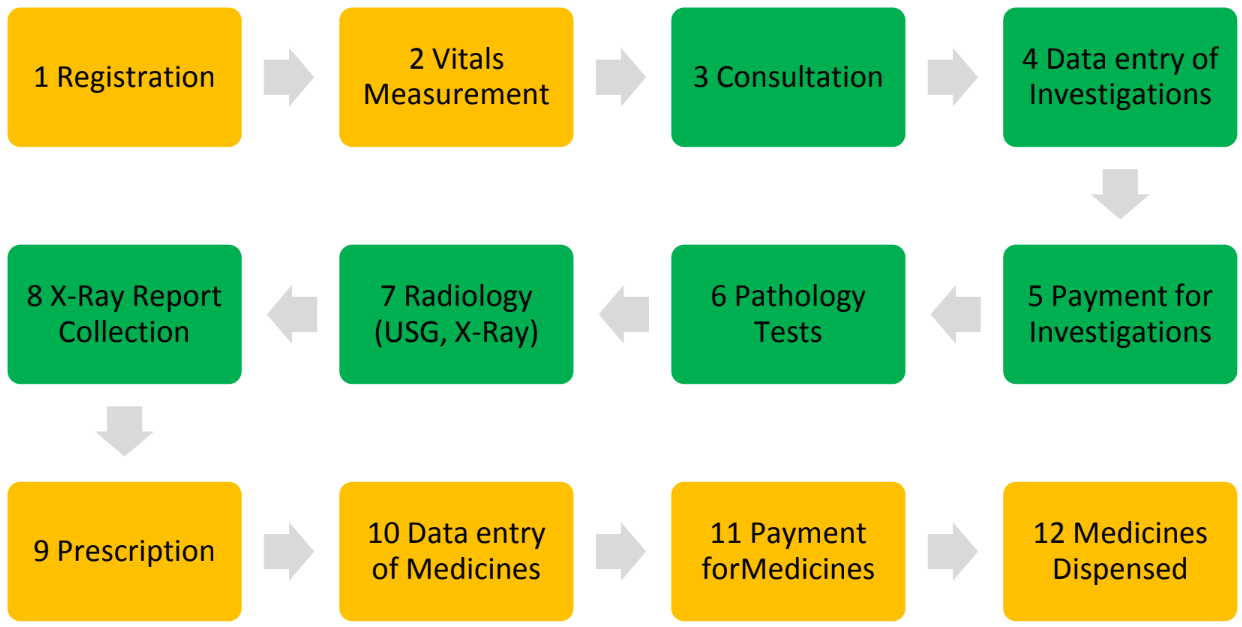 1 Registration
2 Vitals
Measurement
3 Consultation
4 Data entry of
Investigations
5 Payment for
Investigations
6 Pathology
Tests
7 Radiology
(USG, X-Ray)
8 X-Ray Report
Collection
9 Prescription
10 Data entry
of Medicines
11 Payment
forMedicines
12 Medicines
Dispensed